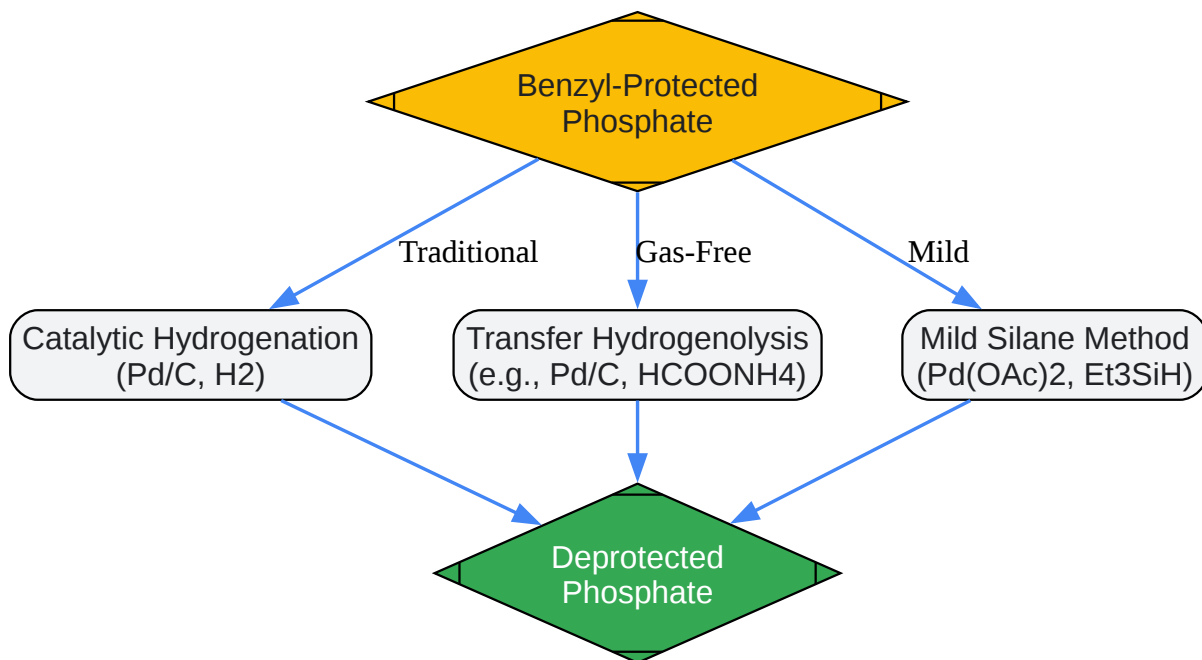 Benzyl-Protected
Phosphate
Traditional
Gas-Free
Mild
Catalytic Hydrogenation
(Pd/C, H2)
Transfer Hydrogenolysis
(e.g., Pd/C, HCOONH4)
Mild Silane Method
(Pd(OAc)2, Et3SiH)
Deprotected
Phosphate